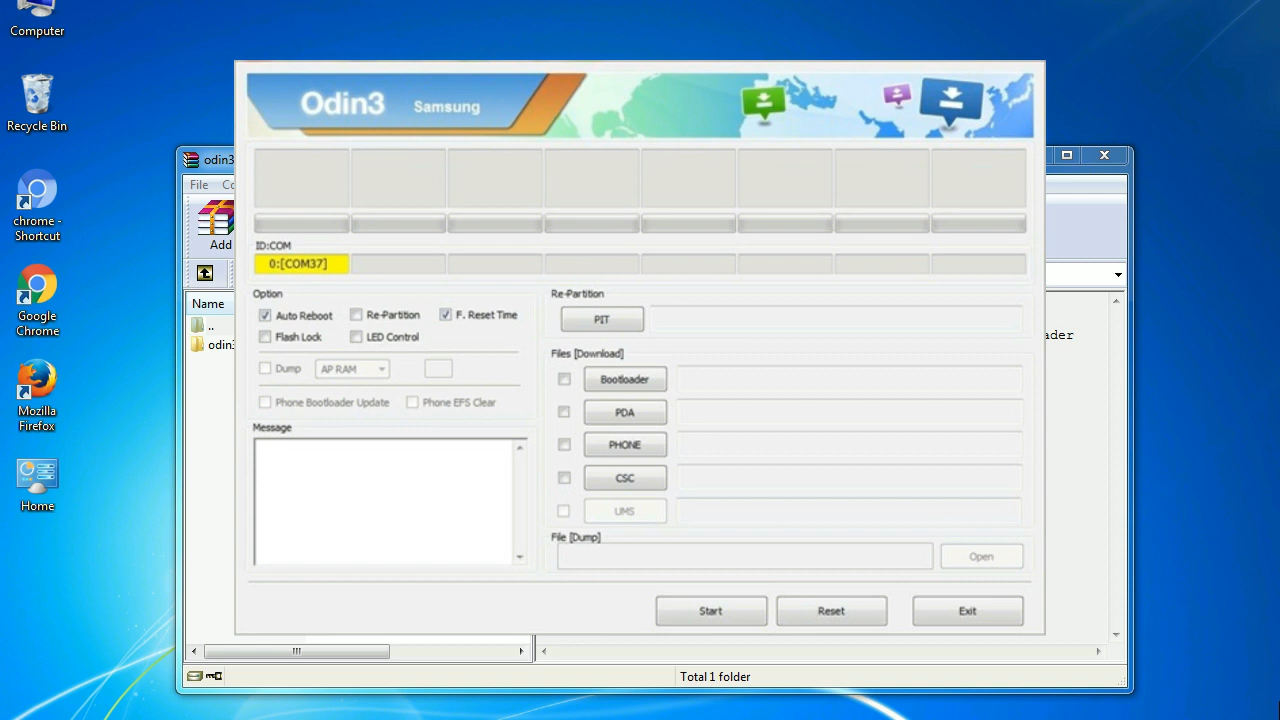 Computer
Recycle Bin
chrome -
Shortcut
Google
Chrome
Mozilla
Firefox
Home
odin3
File
Add
Name
..
odin3
ader
Total 1 folder
Odin3 Samsung
ID:COM
0:[COM37]
Option
Auto Reboot Re-Partition F. Reset Time
Flash Lock LED Control
Dump AP RAM
Phone Bootloader Update Phone EFS Clear
Message
Re-Partition
PIT
Files [Download]
Bootloader
PDA
PHONE
CSC
UMS
File [Dump]
Open
Start Reset Exit